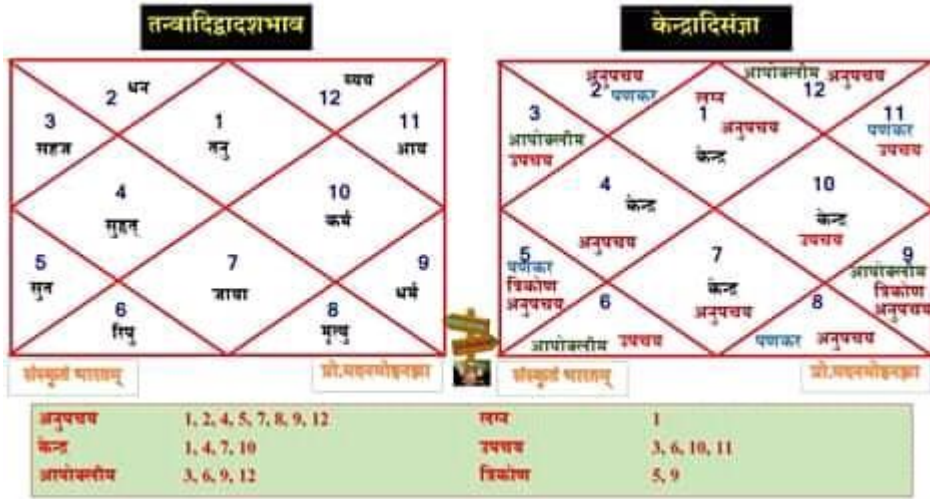 तन्वादिद्वादशभाव
केन्द्रादिसंज्ञा
2 धन
व्यय
12
3
सहज
1
तनु
11
आय
4
सुहृत्
10
कर्म
5
सुत
7
जाया
9
धर्म
6
रिपु
8
मृत्यु
संस्कृतं भारतम्
प्रो.मदनमोहनझा
अनुपचय
2 पणफर
लग्न
1 अनुपचय
केन्द्र
आपोक्लीम अनुपचय
12
3
आपोक्लीम
उपचय
11
पणफर
उपचय
4 केन्द्र
अनुपचय
10
केन्द्र
उपचय
5
पणफर
त्रिकोण
अनुपचय
7
केन्द्र
अनुपचय
9
आपोक्लीम
त्रिकोण
अनुपचय
6
आपोक्लीम उपचय
8
पणफर अनुपचय
संस्कृतं भारतम्
प्रो.मदनमोहनझा
अनुपचय 1, 2, 4, 5, 7, 8, 9, 12 लग्न 1
केन्द्र 1, 4, 7, 10 उपचय 3, 6, 10, 11
आपोक्लीम 3, 6, 9, 12 त्रिकोण 5, 9